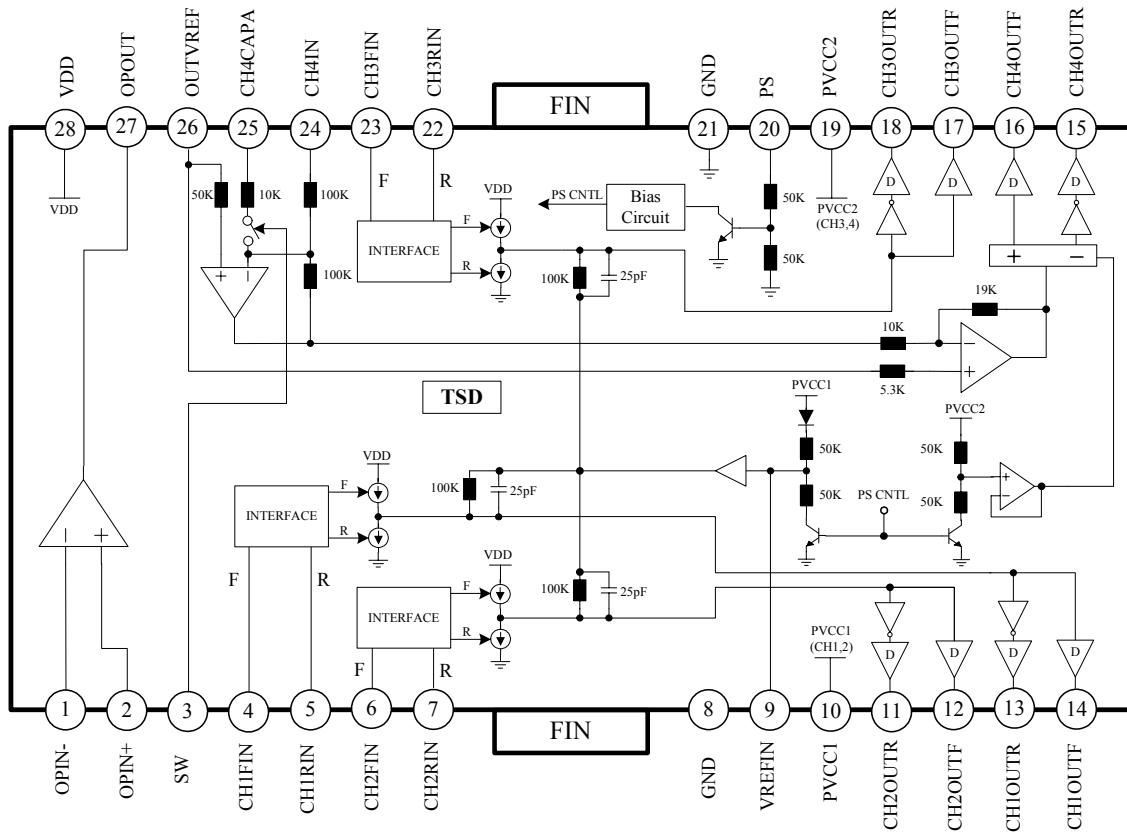 VDD
OPOUT
OUTVREF
CH4CAPA
CH4IN
CH3FIN
CH3RIN
GND
PS
PVCC2
CH3OUTR
CH3OUTF
CH4OUTF
CH4OUTR
FIN
28
27
26
25
24
23
22
21
20
19
18
17
16
15
VDD
50K
10K
100K
F
R
VDD
PS CNTL
Bias
Circuit
50K
PVCC2
(CH3,4)
D
D
D
D
INTERFACE
F
R
+
−
100K
100K
25pF
50K
+
−
19K
10K
−
+
5.3K
TSD
PVCC1
PVCC2
50K
50K
VDD
100K
25pF
50K
PS CNTL
50K
+
−
INTERFACE
F
R
−
+
F
R
VDD
100K
25pF
INTERFACE
F
R
PVCC1
(CH1,2)
D
D
D
D
F
R
1
2
3
4
5
6
7
8
9
10
11
12
13
14
FIN
OPIN-
OPIN+
SW
CH1FIN
CH1RIN
CH2FIN
CH2RIN
GND
VREFIN
PVCC1
CH2OUTR
CH2OUTF
CH1OUTR
CH1OUTF